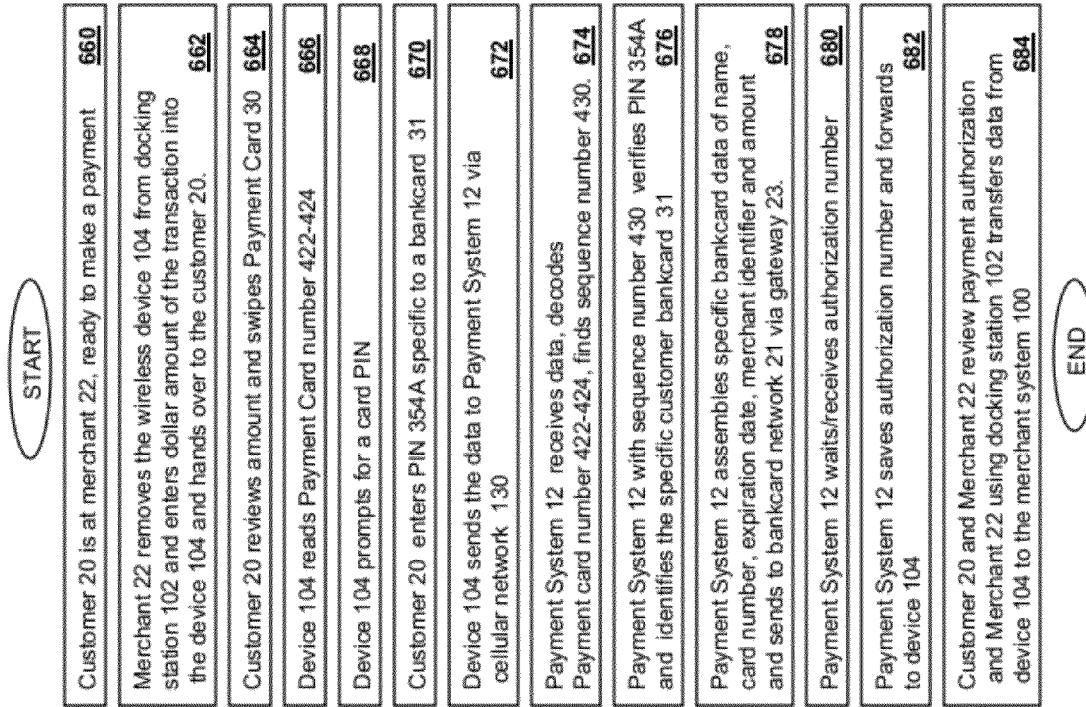 START
Customer 20 is at merchant 22, ready to make a payment 660
Merchant 22 removes the wireless device 104 from docking
station 102 and enters dollar amount of the transaction into
the device 104 and hands over to the customer 20. 662
Customer 20 reviews amount and swipes Payment Card 30 664
Device 104 reads Payment Card number 422-424 666
Device 104 prompts for a card PIN 668
Customer 20 enters PIN 354A specific to a bankcard 31 670
Device 104 sends the data to Payment System 12 via
cellular network 130 672
Payment System 12 receives data, decodes
Payment card number 422-424, finds sequence number 430. 674
Payment System 12 with sequence number 430 verifies PIN 354A
and identifies the specific customer bankcard 31 676
Payment System 12 assembles specific bankcard data of name,
card number, expiration date, merchant identifier and amount
and sends to bankcard network 21 via gateway 23. 678
Payment System 12 waits/receives authorization number 680
Payment System 12 saves authorization number and forwards
to device 104 682
Customer 20 and Merchant 22 review payment authorization
and Merchant 22 using docking station 102 transfers data from
device 104 to the merchant system 100 684
END